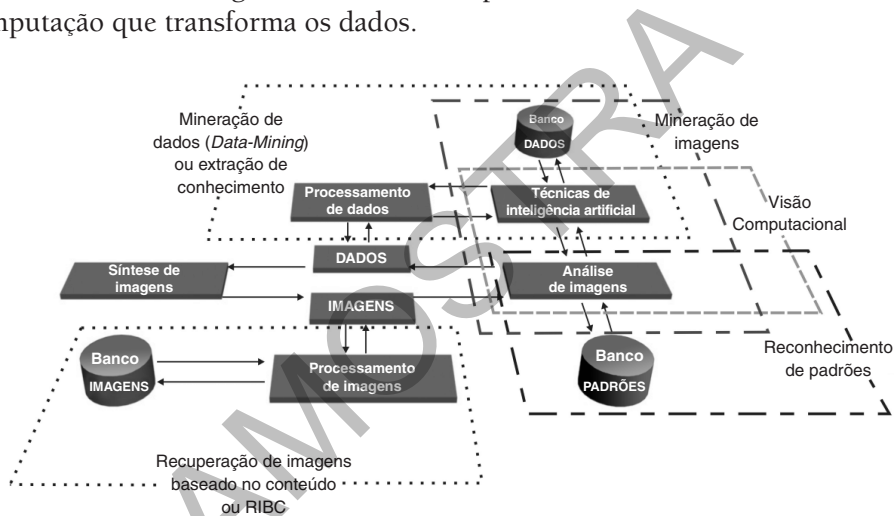 mputação que transforma os dados.
Mineração de
dados (Data-Mining)
ou extração de
conhecimento
Banco
DADOS
Mineração de
imagens
Processamento
de dados
Técnicas de
inteligência artificial
Visão
Computacional
DADOS
Síntese de
imagens
Análise
de imagens
IMAGENS
Banco
IMAGENS
Processamento
de imagens
Banco
PADRÕES
Reconhecimento
de padrões
Recuperação de imagens
baseado no conteúdo
ou RIBC
AMOSTRA